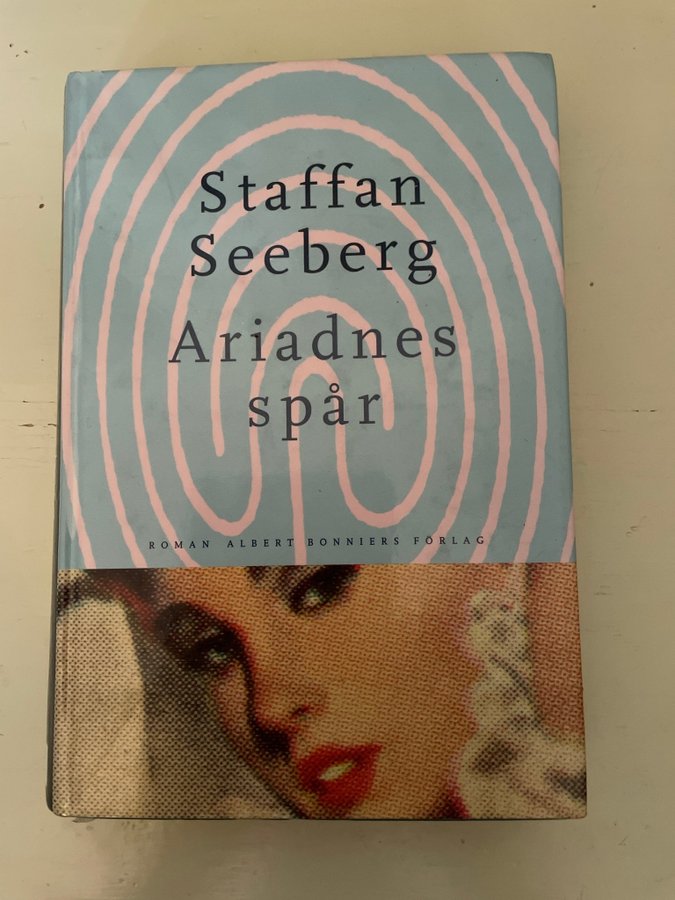 Staffan
Seeberg
Ariadnes
spår
ROMAN ALBERT BONNIERS FÖRLAG